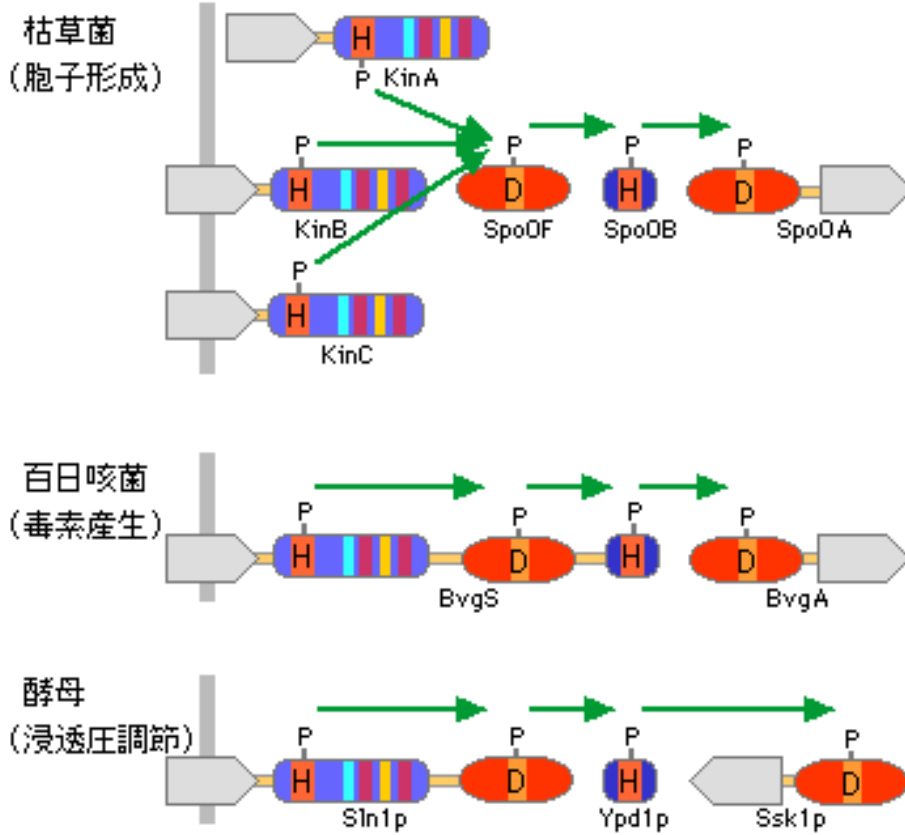 枯草菌
(胞子形成)
H
P KinA
P P P P
H D H D
KinB Spo0F Spo0B Spo0A
P
H
KinC
百日咳菌
(毒素産生)
P P P P
H D H D
BvgS BvgA
酵母
(浸透圧調節)
P P P P
H D H D
Sln1p Ypd1p Ssk1p